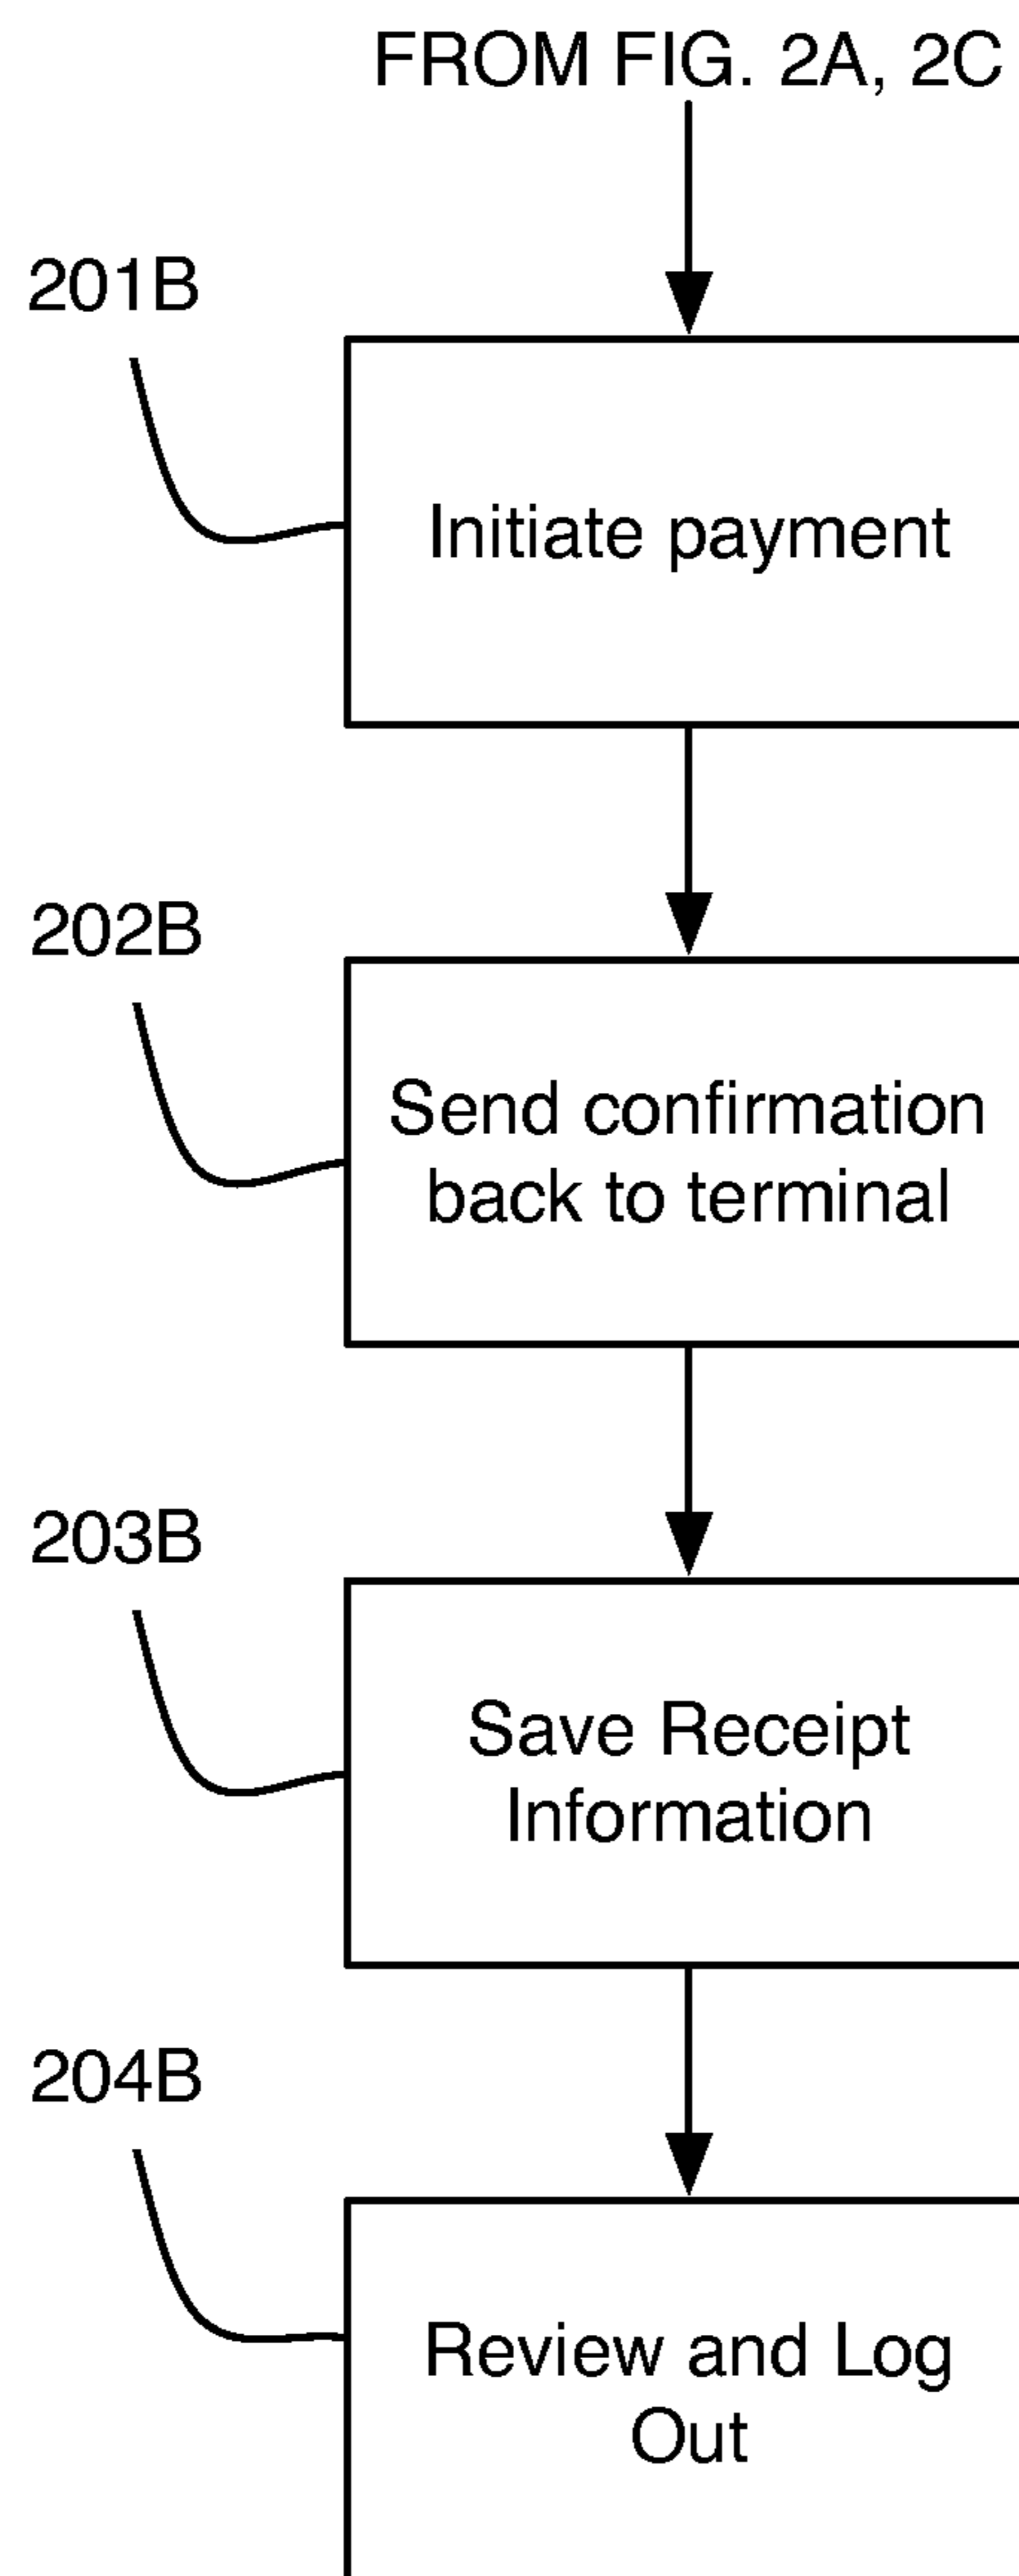 FROM FIG. 2A, 2C
201B
Initiate payment
202B
Send confirmation
back to terminal
203B
Save Receipt
Information
204B
Review and Log
Out